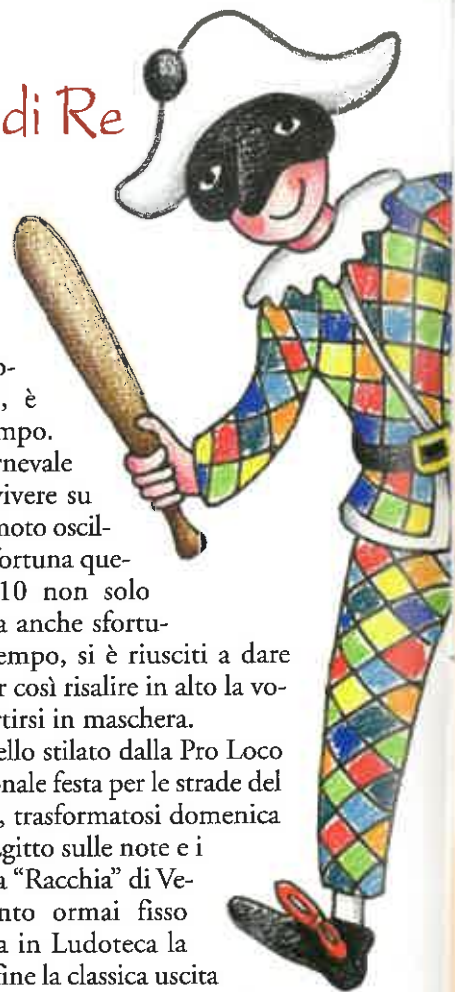 di Re
, è
mpo.
rnevale
vivere su
moto oscil-
fortuna que-
10 non solo
a anche sfortu-
empo, si è riusciti a dare
r così risalire in alto la vo-
rtirsi in maschera.
ello stilato dalla Pro Loco
nale festa per le strade del
, trasformatosi domenica
gitto sulle note e i
a “Racchia” di Ve-
nto ormai fisso
a in Ludoteca la
fine la classica uscita